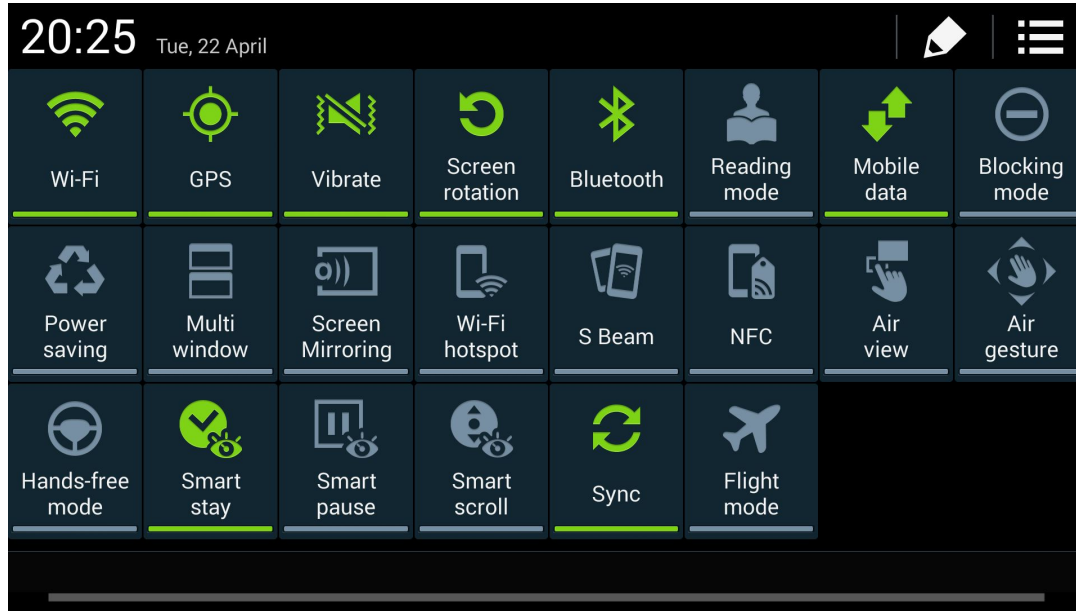 20:25 Tue, 22 April
Wi-Fi
GPS
Vibrate
Screen
rotation
Bluetooth
Reading
mode
Mobile
data
Blocking
mode
Power
saving
Multi
window
Screen
Mirroring
Wi-Fi
hotspot
S Beam
NFC
Air
view
Air
gesture
Hands-free
mode
Smart
stay
Smart
pause
Smart
scroll
Sync
Flight
mode